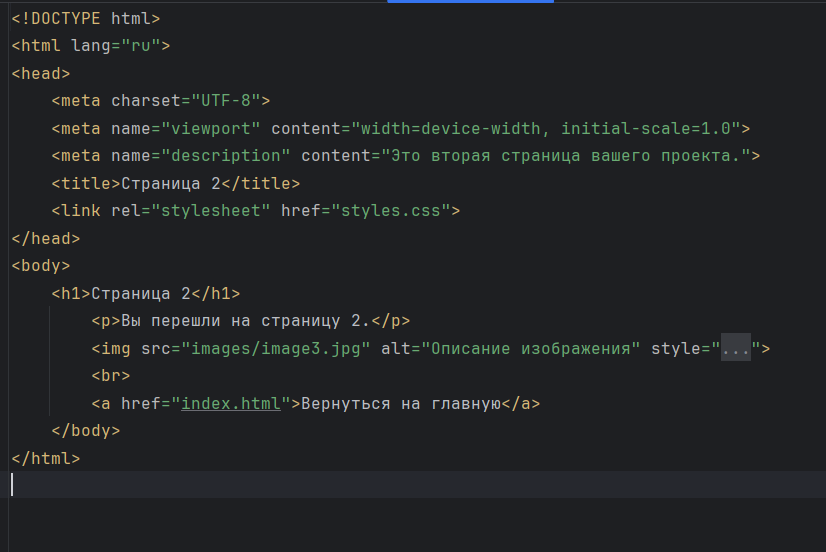 <!DOCTYPE html>
<html lang="ru">
<head>
    <meta charset="UTF-8">
    <meta name="viewport" content="width=device-width, initial-scale=1.0">
    <meta name="description" content="Это вторая страница вашего проекта.">
    <title>Страница 2</title>
    <link rel="stylesheet" href="styles.css">
</head>
<body>
    <h1>Страница 2</h1>
        <p>Вы перешли на страницу 2.</p>
        <img src="images/image3.jpg" alt="Описание изображения" style="...">
        <br>
        <a href="index.html">Вернуться на главную</a>
    </body>
</html>